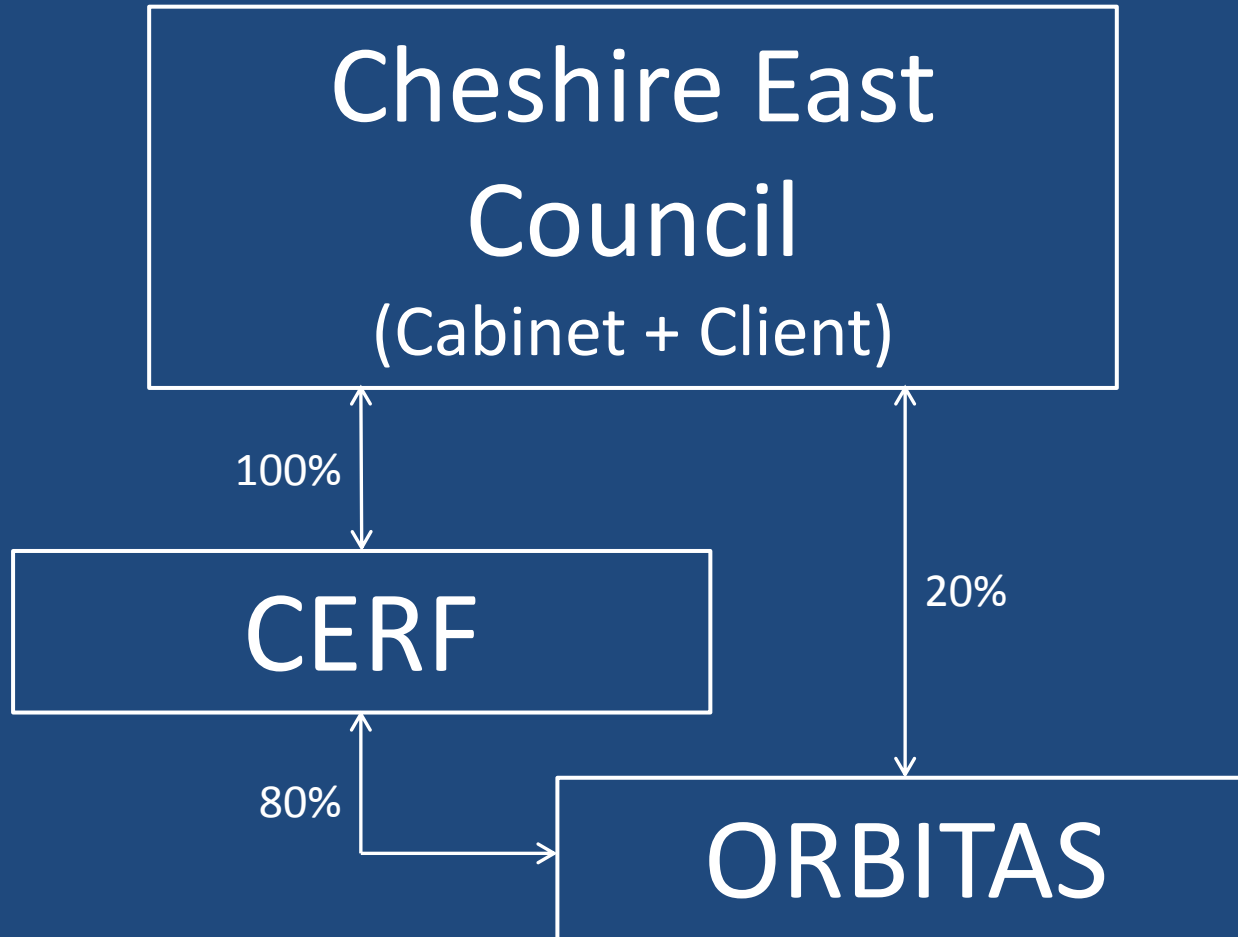 Cheshire East
Council
(Cabinet + Client)
100%
20%
CERF
80%
ORBITAS